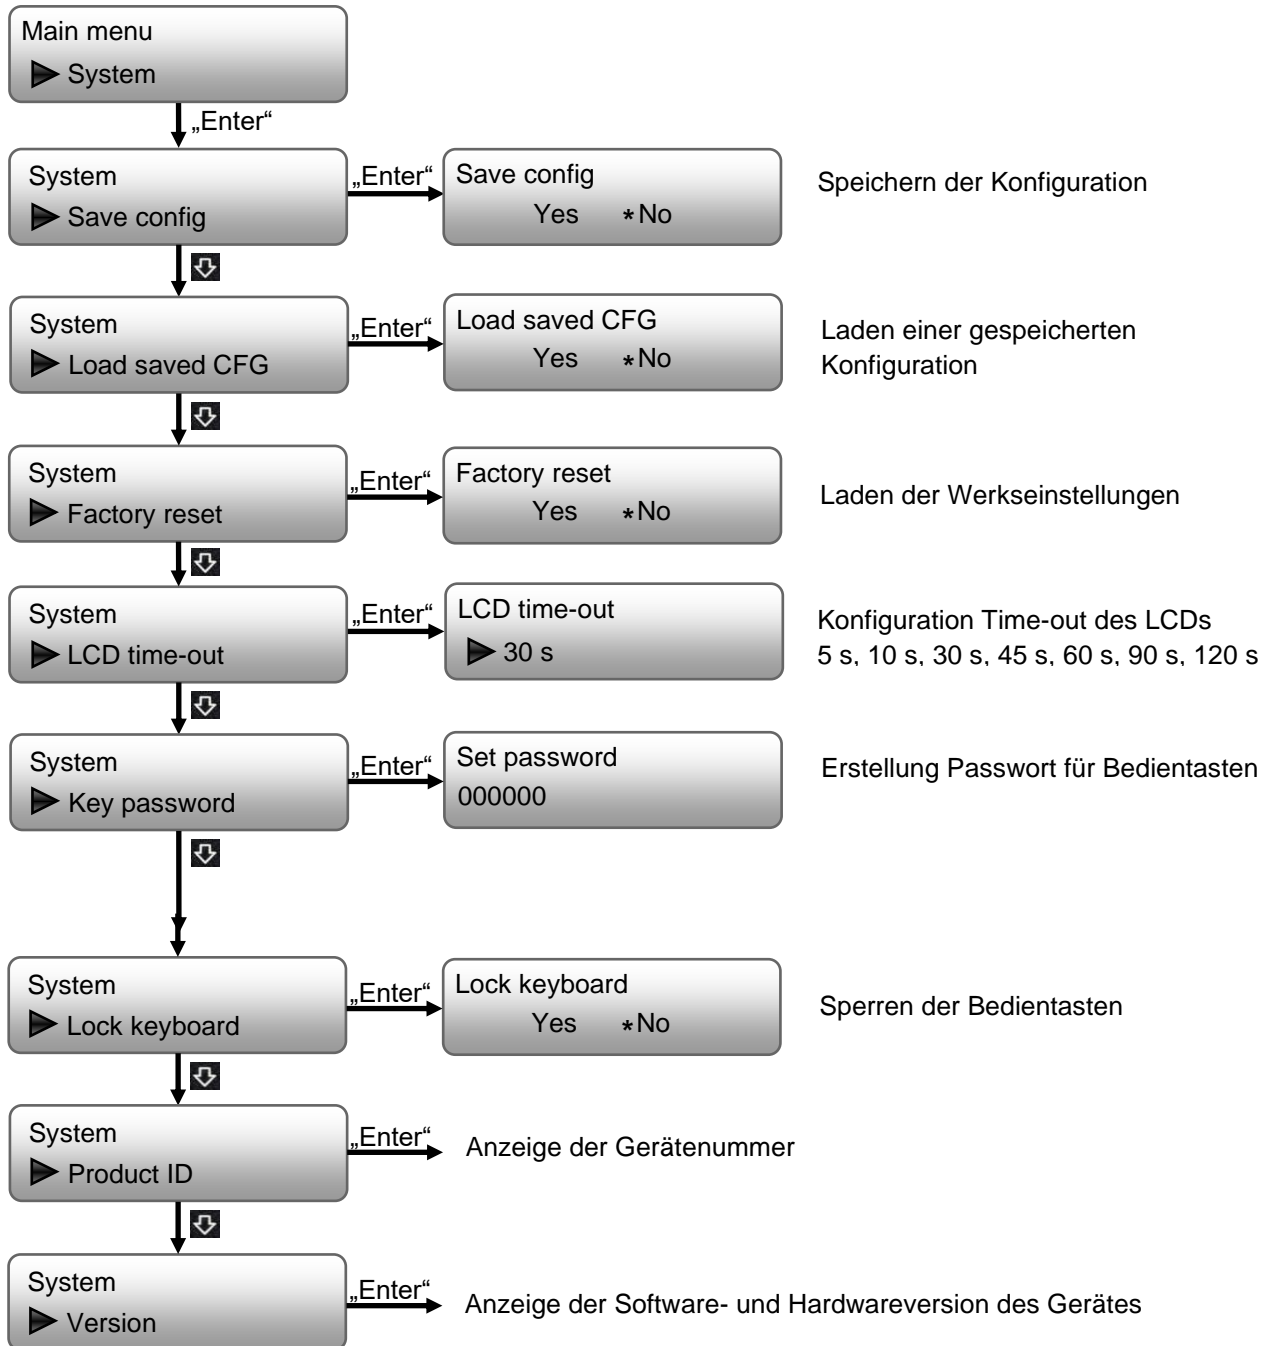 Main menu
System
„Enter“
System
Save config
„Enter“
Save config
Yes *No
Speichern der Konfiguration
System
Load saved CFG
„Enter“
Load saved CFG
Yes *No
Laden einer gespeicherten
Konfiguration
System
Factory reset
„Enter“
Factory reset
Yes *No
Laden der Werkseinstellungen
System
LCD time-out
„Enter“
LCD time-out
30 s
Konfiguration Time-out des LCDs
5 s, 10 s, 30 s, 45 s, 60 s, 90 s, 120 s
System
Key password
„Enter“
Set password
000000
Erstellung Passwort für Bedientasten
System
Lock keyboard
„Enter“
Lock keyboard
Yes *No
Sperren der Bedientasten
System
Product ID
„Enter“
Anzeige der Gerätenummer
System
Version
„Enter“
Anzeige der Software- und Hardwareversion des Gerätes